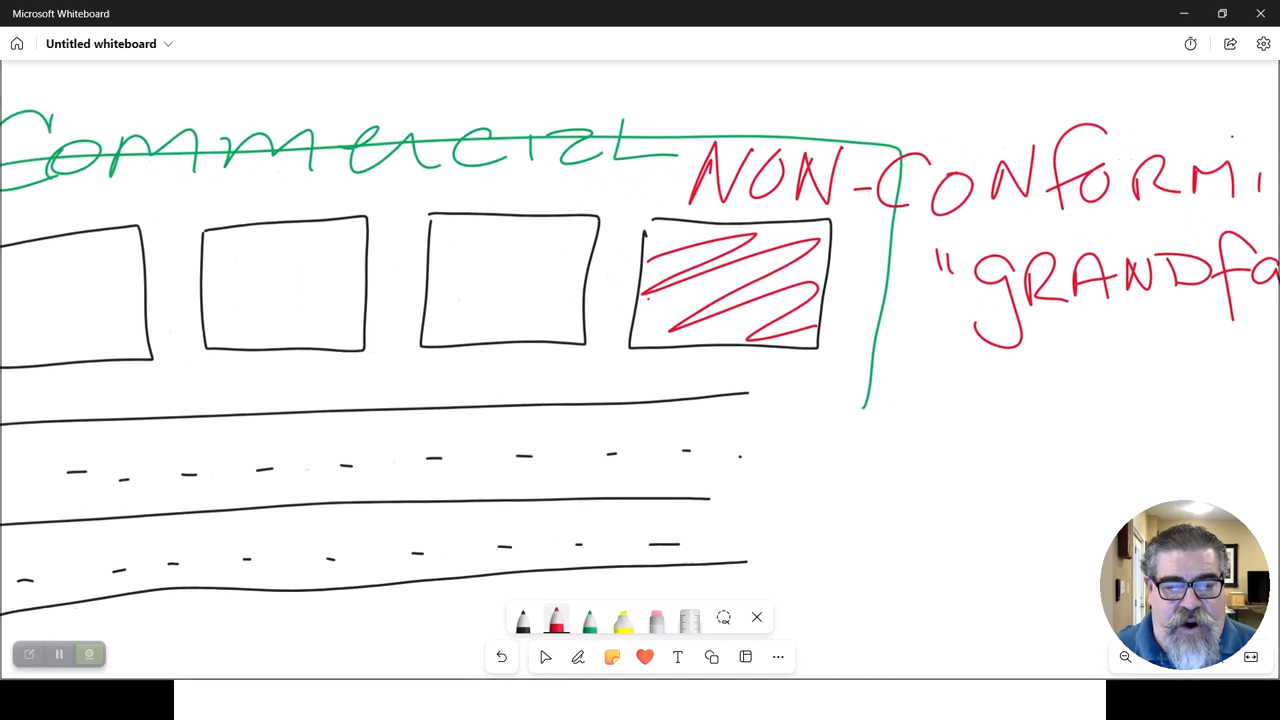 Microsoft Whiteboard
Untitled whiteboard
Commercial
NON-CONFORMI
"GRANDFA
T